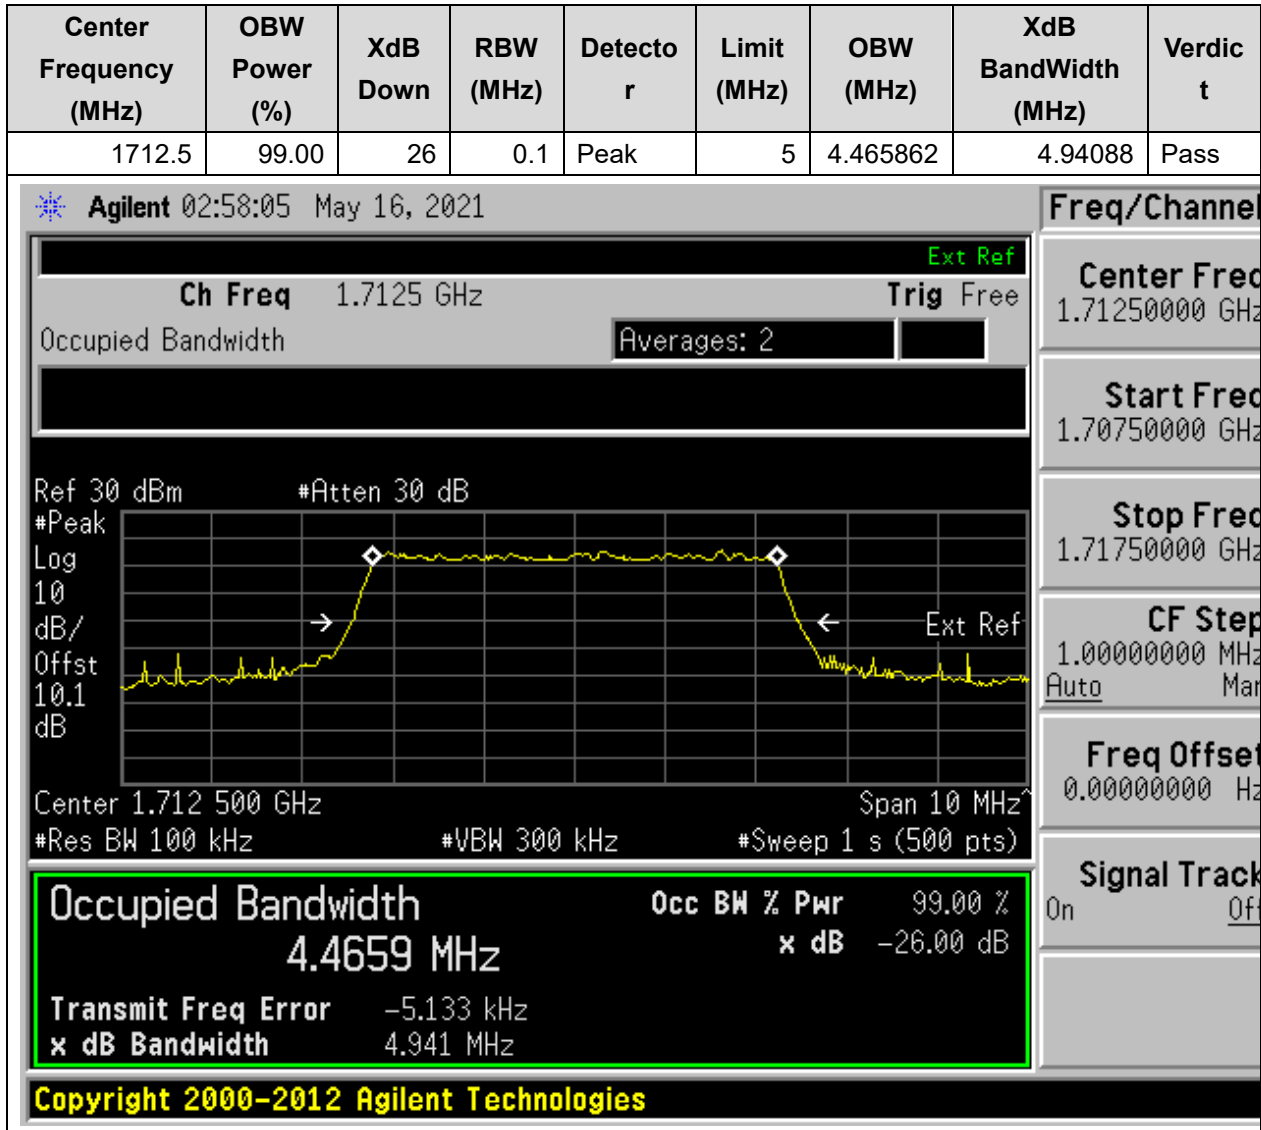 Center Frequency (MHz) OBW Power (%) XdB Down RBW (MHz) Detecto r Limit (MHz) OBW (MHz) XdB BandWidth (MHz) Verdic t
1712.5 99.00 26 0.1 Peak 5 4.465862 4.94088 Pass
Agilent 02:58:05 May 16, 2021
Freq/Channel
Ext Ref
Ch Freq 1.7125 GHz Trig Free
Occupied Bandwidth Averages: 2
Center Freq
1.71250000 GHz
Start Freq
1.70750000 GHz
Stop Freq
1.71750000 GHz
CF Step
1.00000000 MHz
Auto Man
Freq Offset
0.00000000 Hz
Signal Track
On Off
Ref 30 dBm #Atten 30 dB
#Peak
Log
10
dB/
Offst
10.1
dB
Ext Ref
Center 1.712 500 GHz Span 10 MHz^
#Res BW 100 kHz #VBW 300 kHz #Sweep 1 s (500 pts)
Occupied Bandwidth Occ BW % Pwr 99.00 %
4.4659 MHz x dB -26.00 dB
Transmit Freq Error -5.133 kHz
x dB Bandwidth 4.941 MHz
Copyright 2000-2012 Agilent Technologies